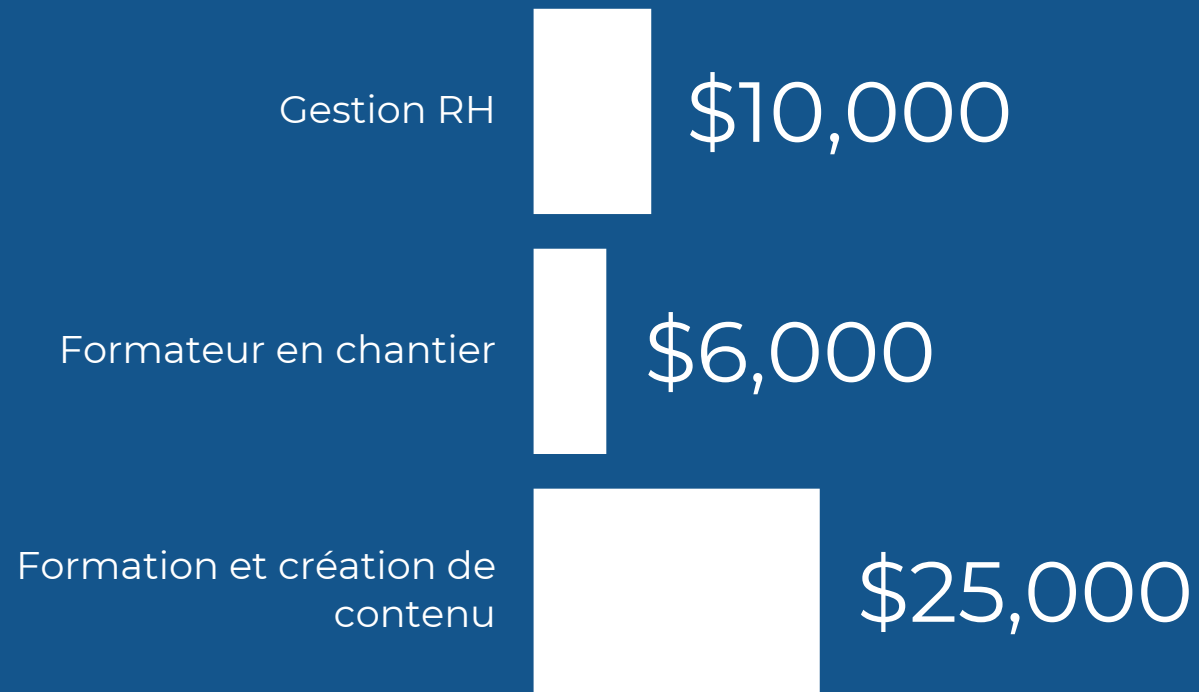 Gestion RH
$10,000
Formateur en chantier
$6,000
Formation et création de
contenu
$25,000